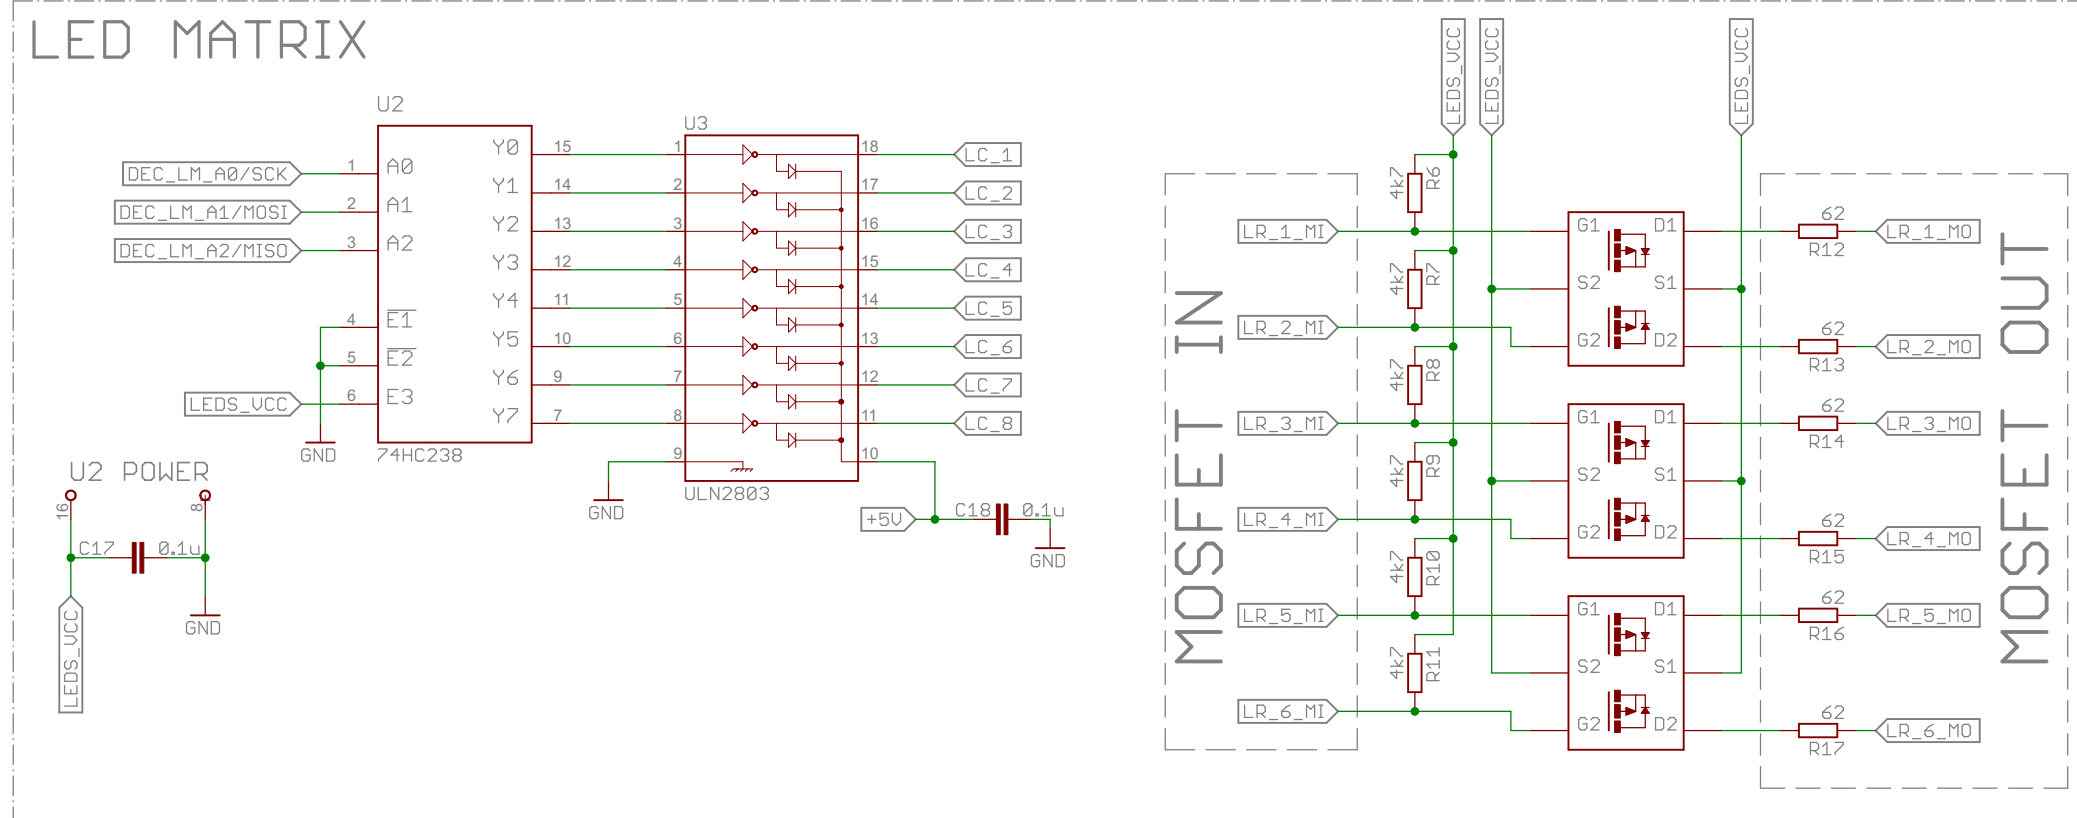 LED MATRIX
U2
DEC_LM_A0/SCK
DEC_LM_A1/MOSI
DEC_LM_A2/MISO
LEDS_VCC
1
2
3
4
5
6
A0
A1
A2
E1
E2
E3
Y0
Y1
Y2
Y3
Y4
Y5
Y6
Y7
15
14
13
12
11
10
9
7
74HC238
GND
U2 POWER
16
8
C17
0.1u
LEDS_VCC
GND
U3
1
2
3
4
5
6
7
8
9
18
17
16
15
14
13
12
11
10
ULN2803
GND
LC_1
LC_2
LC_3
LC_4
LC_5
LC_6
LC_7
LC_8
+5V
C18
0.1u
GND
MOSFET IN
LR_1_MI
LR_2_MI
LR_3_MI
LR_4_MI
LR_5_MI
LR_6_MI
LEDS_VCC
LEDS_VCC
LEDS_VCC
4k7
R6
4k7
R7
4k7
R8
4k7
R9
4k7
R10
4k7
R11
G1
D1
S2
S1
G2
D2
G1
D1
S2
S1
G2
D2
G1
D1
S2
S1
G2
D2
62
R12
62
R13
62
R14
62
R15
62
R16
62
R17
LR_1_MO
LR_2_MO
LR_3_MO
LR_4_MO
LR_5_MO
LR_6_MO
MOSFET OUT